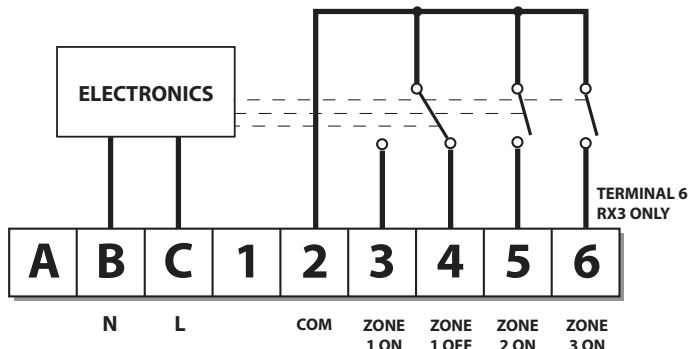 ELECTRONICS
TERMINAL 6
RX3 ONLY
A B C 1 2 3 4 5 6
N L COM ZONE ZONE ZONE ZONE
1 ON 1 OFF 2 ON 3 ON